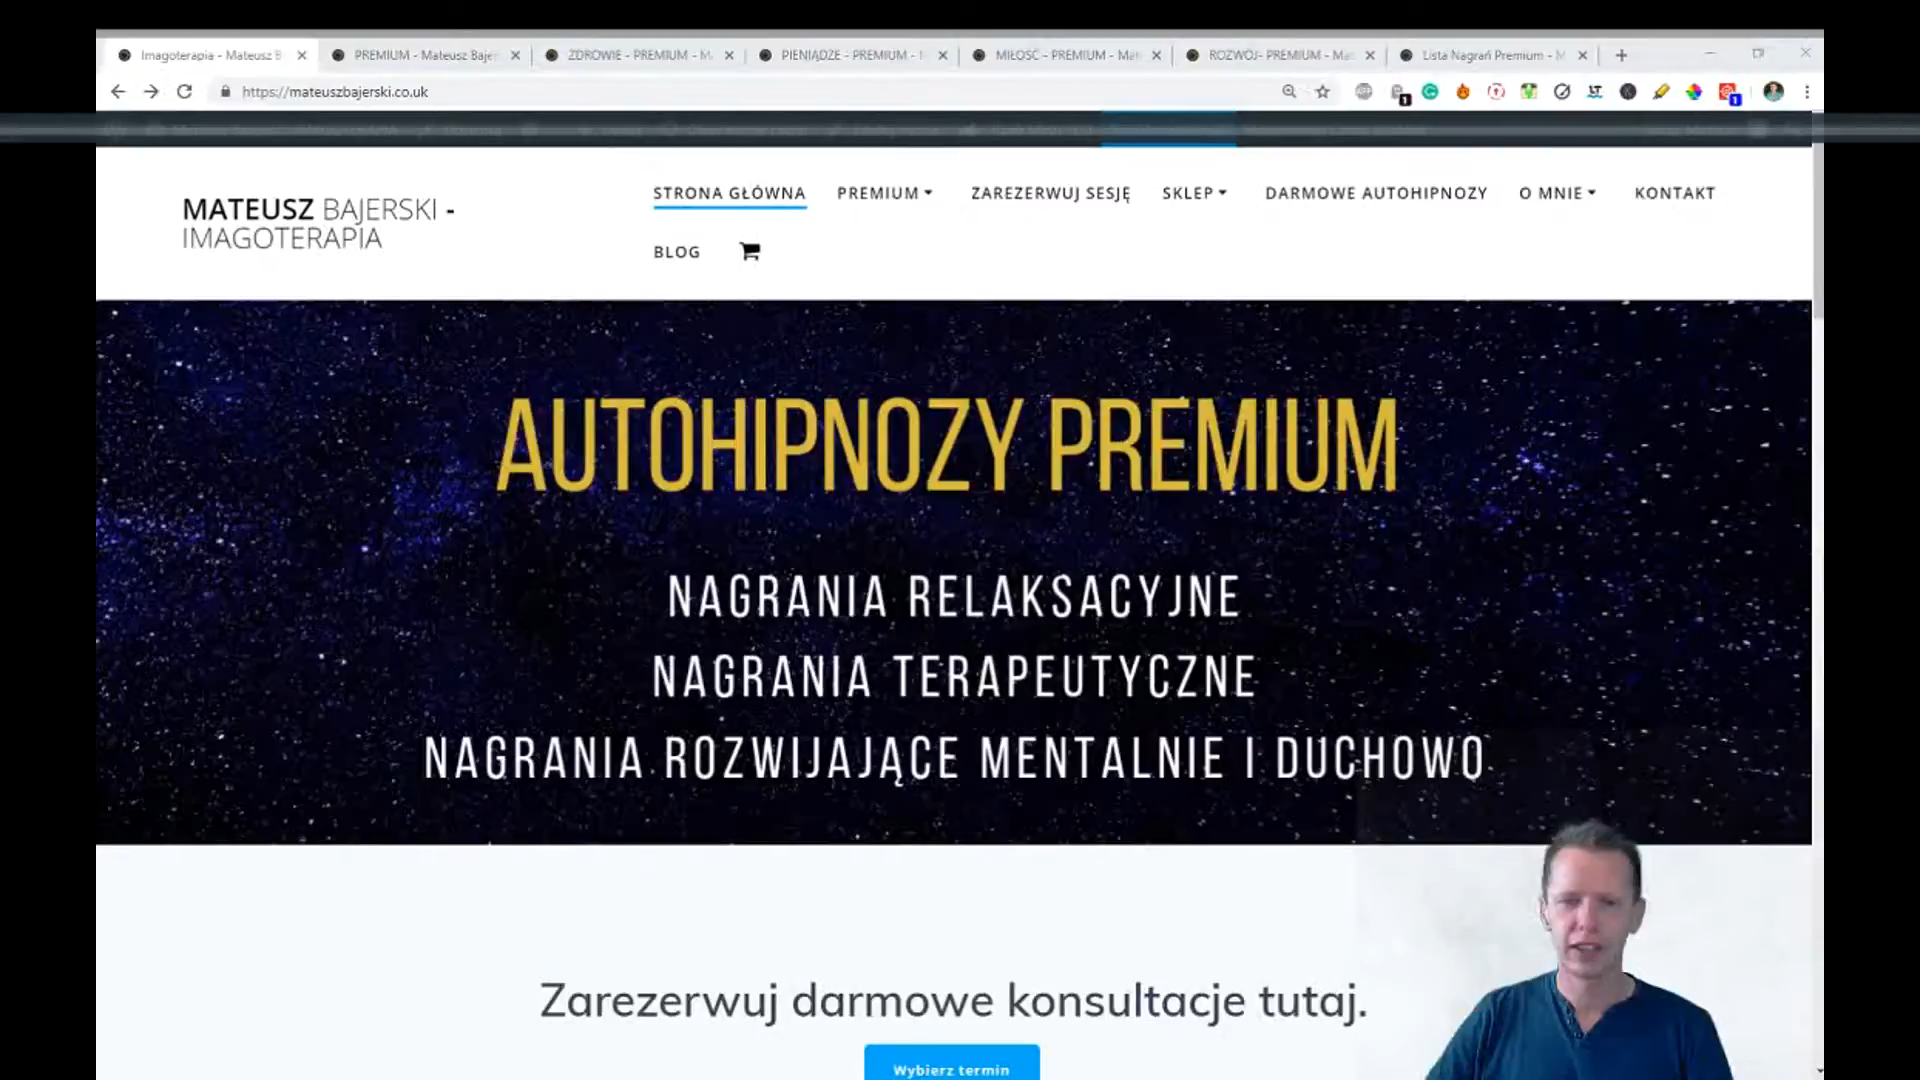 Imagoterapia - Mateusz B
PREMIUM - Mateusz Baje
ZDROWIE - PREMIUM - M
PIENIĄDZE - PREMIUM -
MIŁOŚĆ - PREMIUM - Mat
ROZWÓJ- PREMIUM - Ma
Lista Nagrań Premium - M
https://mateuszbajerski.co.uk
MATEUSZ BAJERSKI -
IMAGOTERAPIA
STRONA GŁÓWNA PREMIUM ZAREZERWUJ SESJĘ SKLEP DARMOWE AUTOHIPNOZY O MNIE KONTAKT
BLOG
AUTOHIPNOZY PREMIUM
NAGRANIA RELAKSACYJNE
NAGRANIA TERAPEUTYCZNE
NAGRANIA ROZWIJAJĄCE MENTALNIE I DUCHOWO
Zarezerwuj darmowe konsultacje tutaj.
Wybierz termin